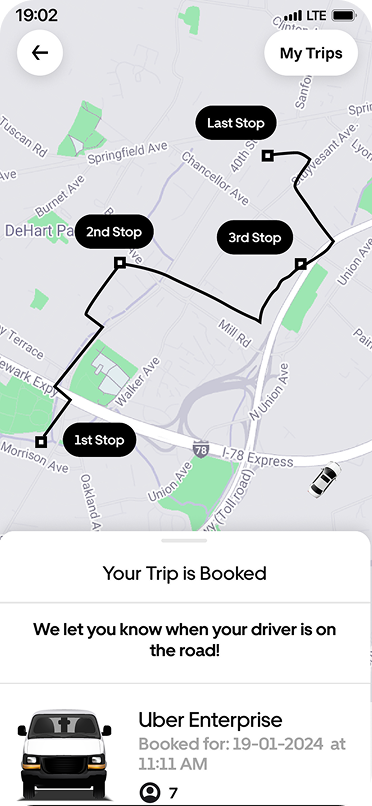 19:02
LTE
My Trips
Clinton
Sanfo
Last Stop
Sprin
Tuscan Rd
Springfield Ave
40th S
Stuyvesant Ave.
Lyon
Chancellor Ave
Burnet Ave
DeHart Pa
2nd Stop
3rd Stop
Union Ave
Mill Rd
y Terrace
ewark Expy
Walker Ave
N Union Ave
1st Stop
Morrison Ave
78
I-78 Express
Oakland Av
Union Ave
wy (Toll road)
Your Trip is Booked
We let you know when your driver is on
the road!
Uber Enterprise
Booked for: 19-01-2024 at
11:11 AM
7